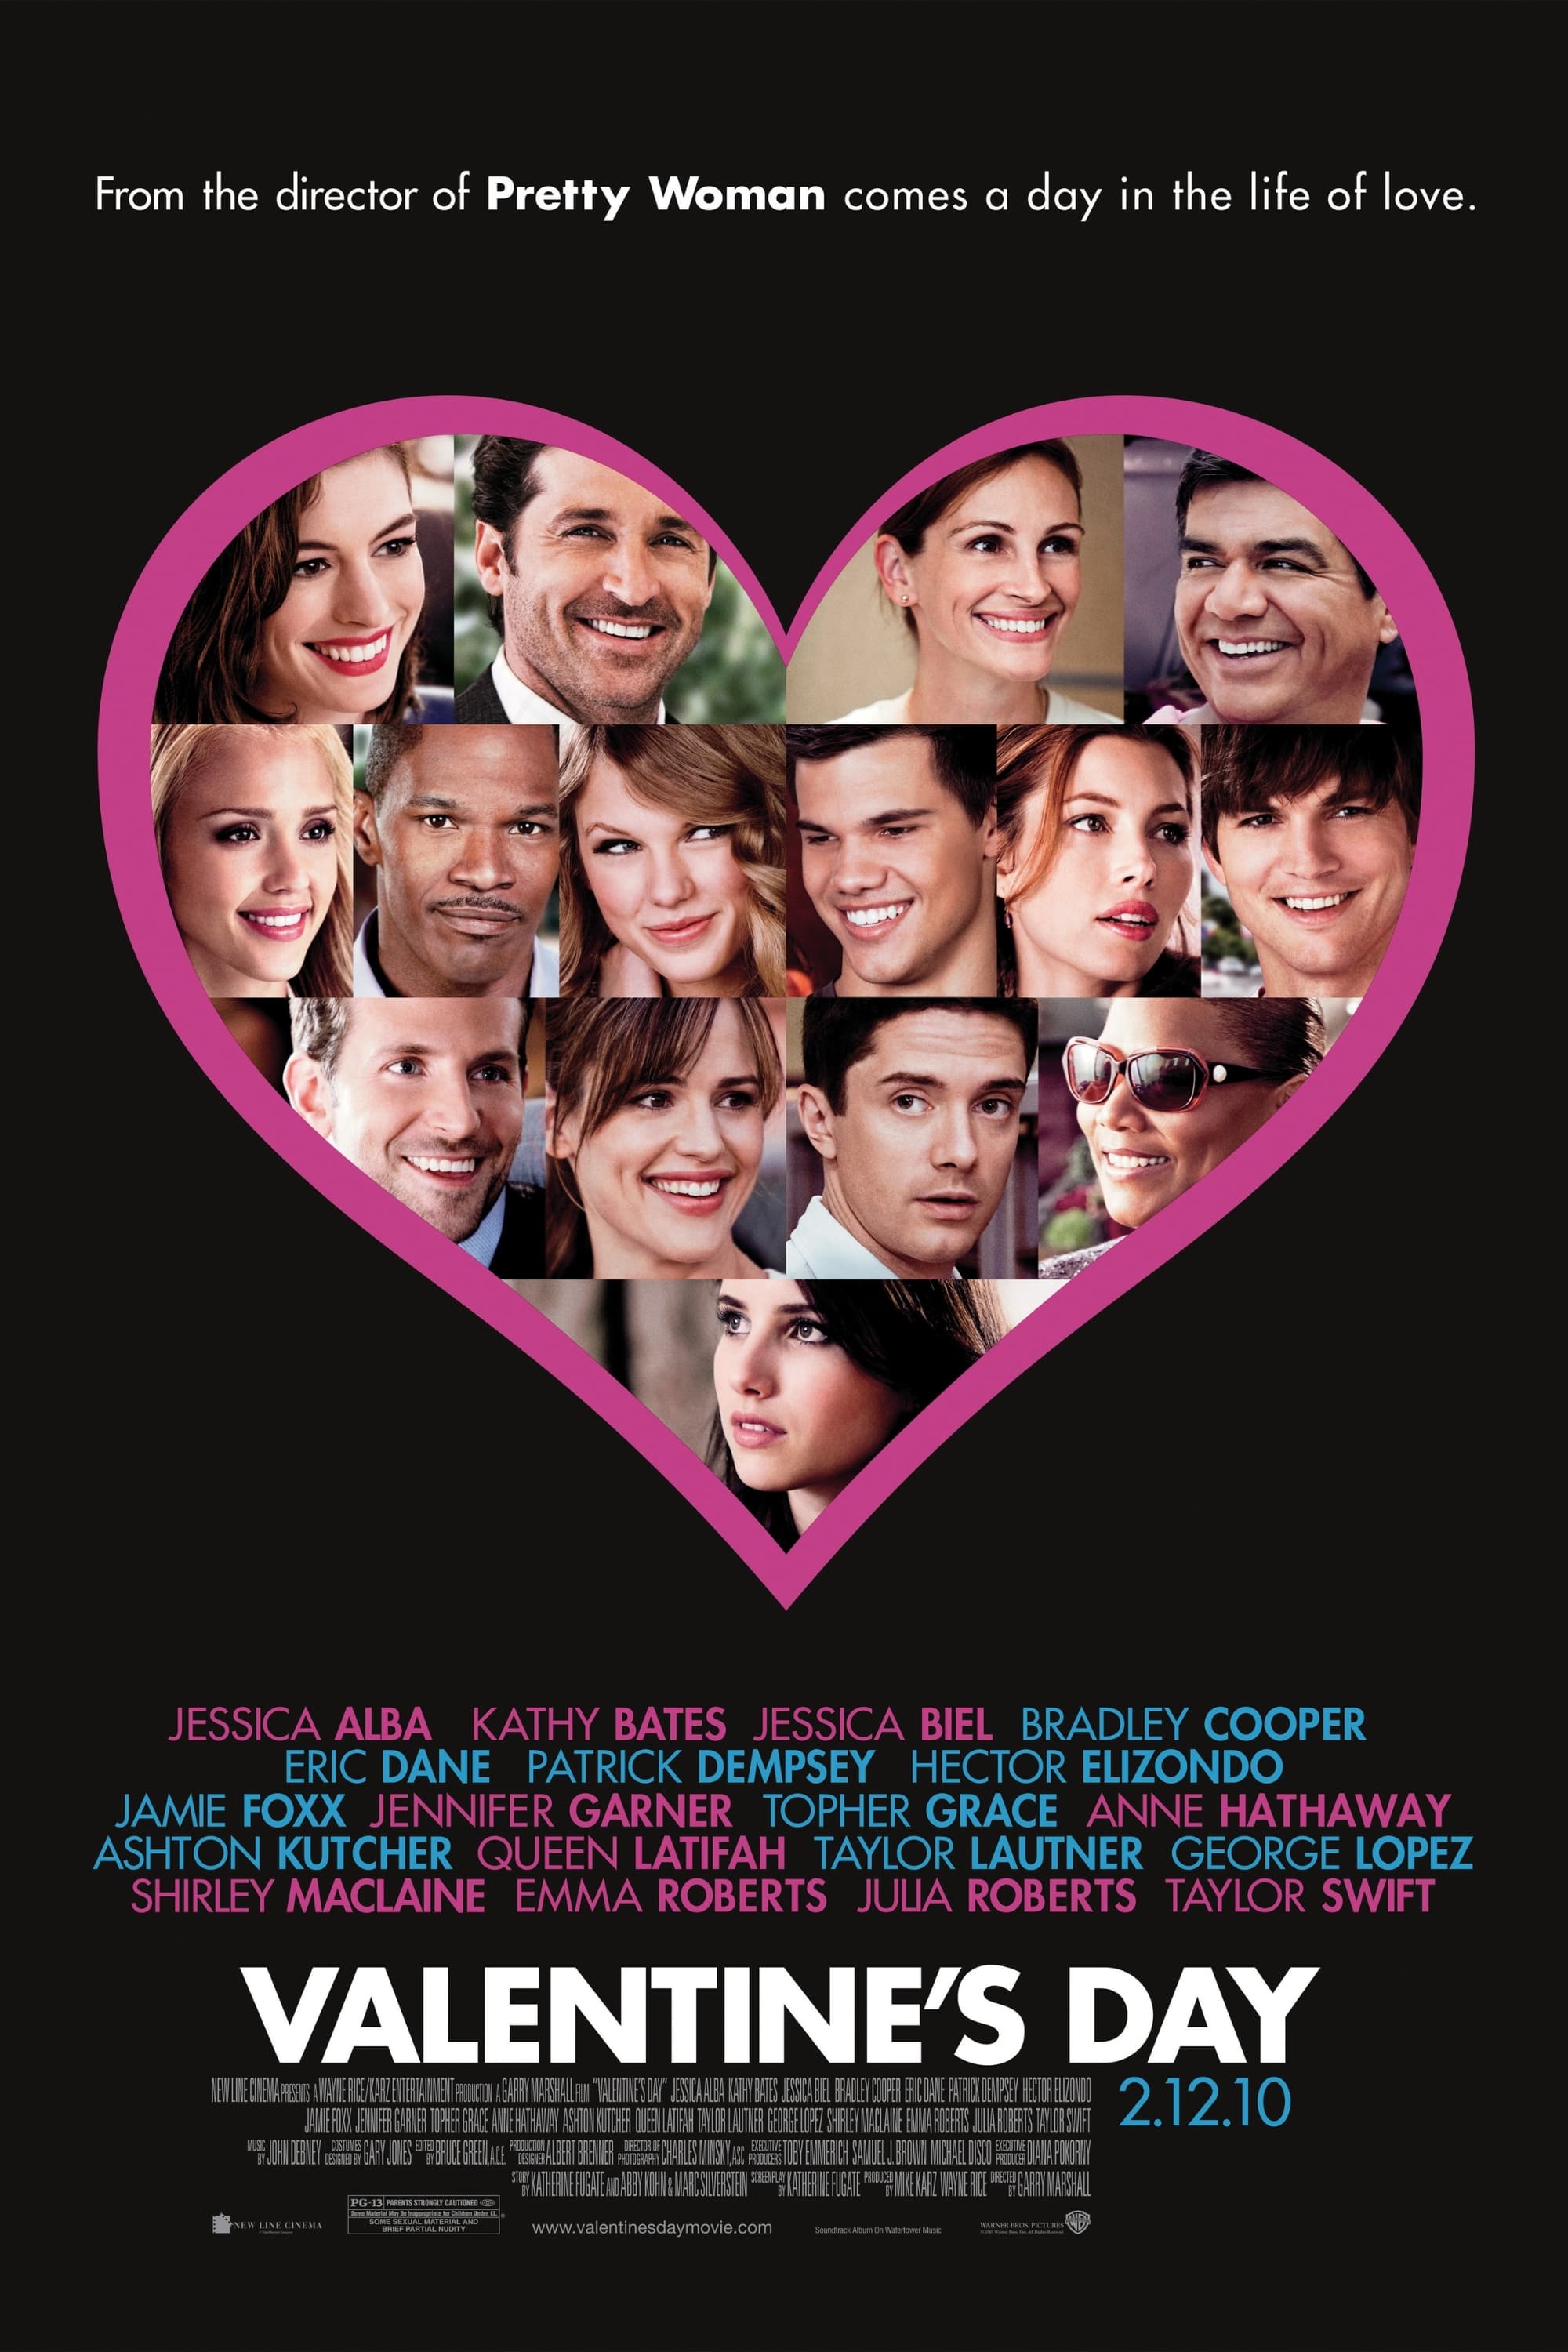 From the director of Pretty Woman comes a day in the life of love.
JESSICA ALBA KATHY BATES JESSICA BIEL BRADLEY COOPER
ERIC DANE PATRICK DEMPSEY HECTOR ELIZONDO
JAMIE FOXX JENNIFER GARNER TOPHER GRACE ANNE HATHAWAY
ASHTON KUTCHER QUEEN LATIFAH TAYLOR LAUTNER GEORGE LOPEZ
SHIRLEY MACLAINE EMMA ROBERTS JULIA ROBERTS TAYLOR SWIFT
VALENTINE'S DAY
2.12.10
NEW LINE CINEMA PRESENTS A WAYNE RICE/KARZ ENTERTAINMENT PRODUCTION A GARRY MARSHALL FILM "VALENTINE'S DAY" JESSICA ALBA KATHY BATES JESSICA BIEL BRADLEY COOPER ERIC DANE PATRICK DEMPSEY HECTOR ELIZONDO
JAMIE FOXX JENNIFER GARNER TOPHER GRACE ANNE HATHAWAY ASHTON KUTCHER QUEEN LATIFAH TAYLOR LAUTNER GEORGE LOPEZ SHIRLEY MACLAINE EMMA ROBERTS JULIA ROBERTS TAYLOR SWIFT
MUSIC BY JOHN DEBNEY COSTUMES DESIGNED BY GARY JONES EDITED BY BRUCE GREEN, A.C.E. PRODUCTION DESIGNER ALBERT BRENNER DIRECTOR OF PHOTOGRAPHY CHARLES MINSKY, ASC EXECUTIVE PRODUCERS TOBY EMMERICH SAMUEL J. BROWN MICHAEL DISCO EXECUTIVE PRODUCER DIANA POKORNY
STORY BY KATHERINE FUGATE AND ABBY KOHN & MARC SILVERSTEIN SCREENPLAY BY KATHERINE FUGATE PRODUCED BY MIKE KARZ WAYNE RICE DIRECTED BY GARRY MARSHALL
NEW LINE CINEMA
PG-13 PARENTS STRONGLY CAUTIONED
Some Material May Be Inappropriate for Children Under 13.
SOME SEXUAL MATERIAL AND
BRIEF PARTIAL NUDITY
www.valentinesdaymovie.com
Soundtrack Album On Watertower Music
WARNER BROS. PICTURES